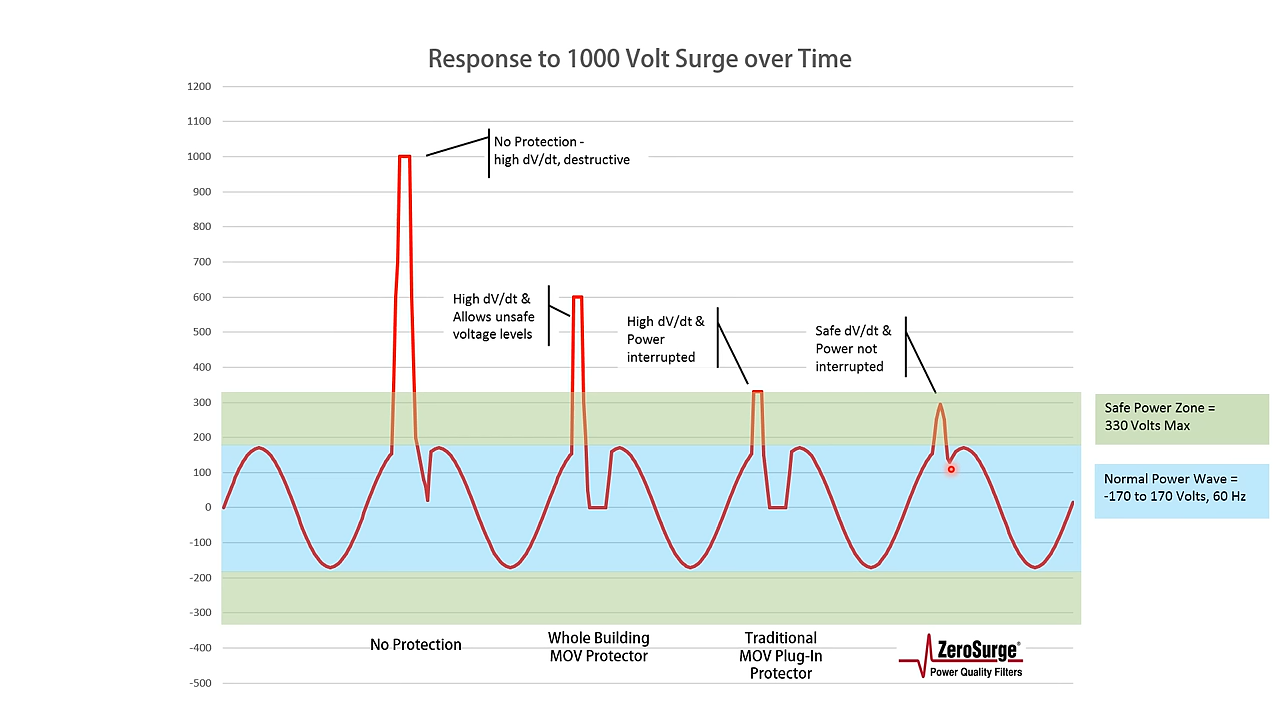 Response to 1000 Volt Surge over Time
1200
1100
1000
900
800
700
600
500
400
300
200
100
0
-100
-200
-300
-400
-500
No Protection -
high dV/dt, destructive
High dV/dt &
Allows unsafe
voltage levels
High dV/dt &
Power
interrupted
Safe dV/dt &
Power not
interrupted
Safe Power Zone =
330 Volts Max
Normal Power Wave =
-170 to 170 Volts, 60 Hz
No Protection
Whole Building
MOV Protector
Traditional
MOV Plug-In
Protector
ZeroSurge®
Power Quality Filters